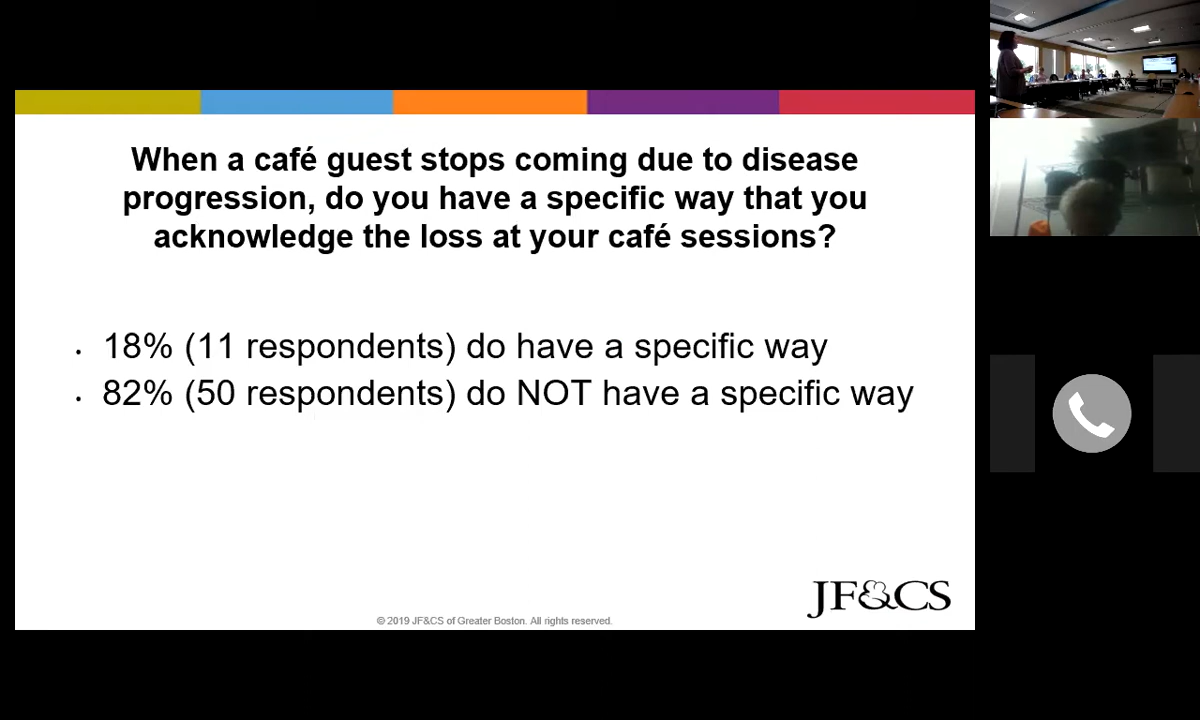 When a café guest stops coming due to disease
progression, do you have a specific way that you
acknowledge the loss at your café sessions?
• 18% (11 respondents) do have a specific way
• 82% (50 respondents) do NOT have a specific way
JF&CS
© 2019 JF&CS of Greater Boston. All rights reserved.